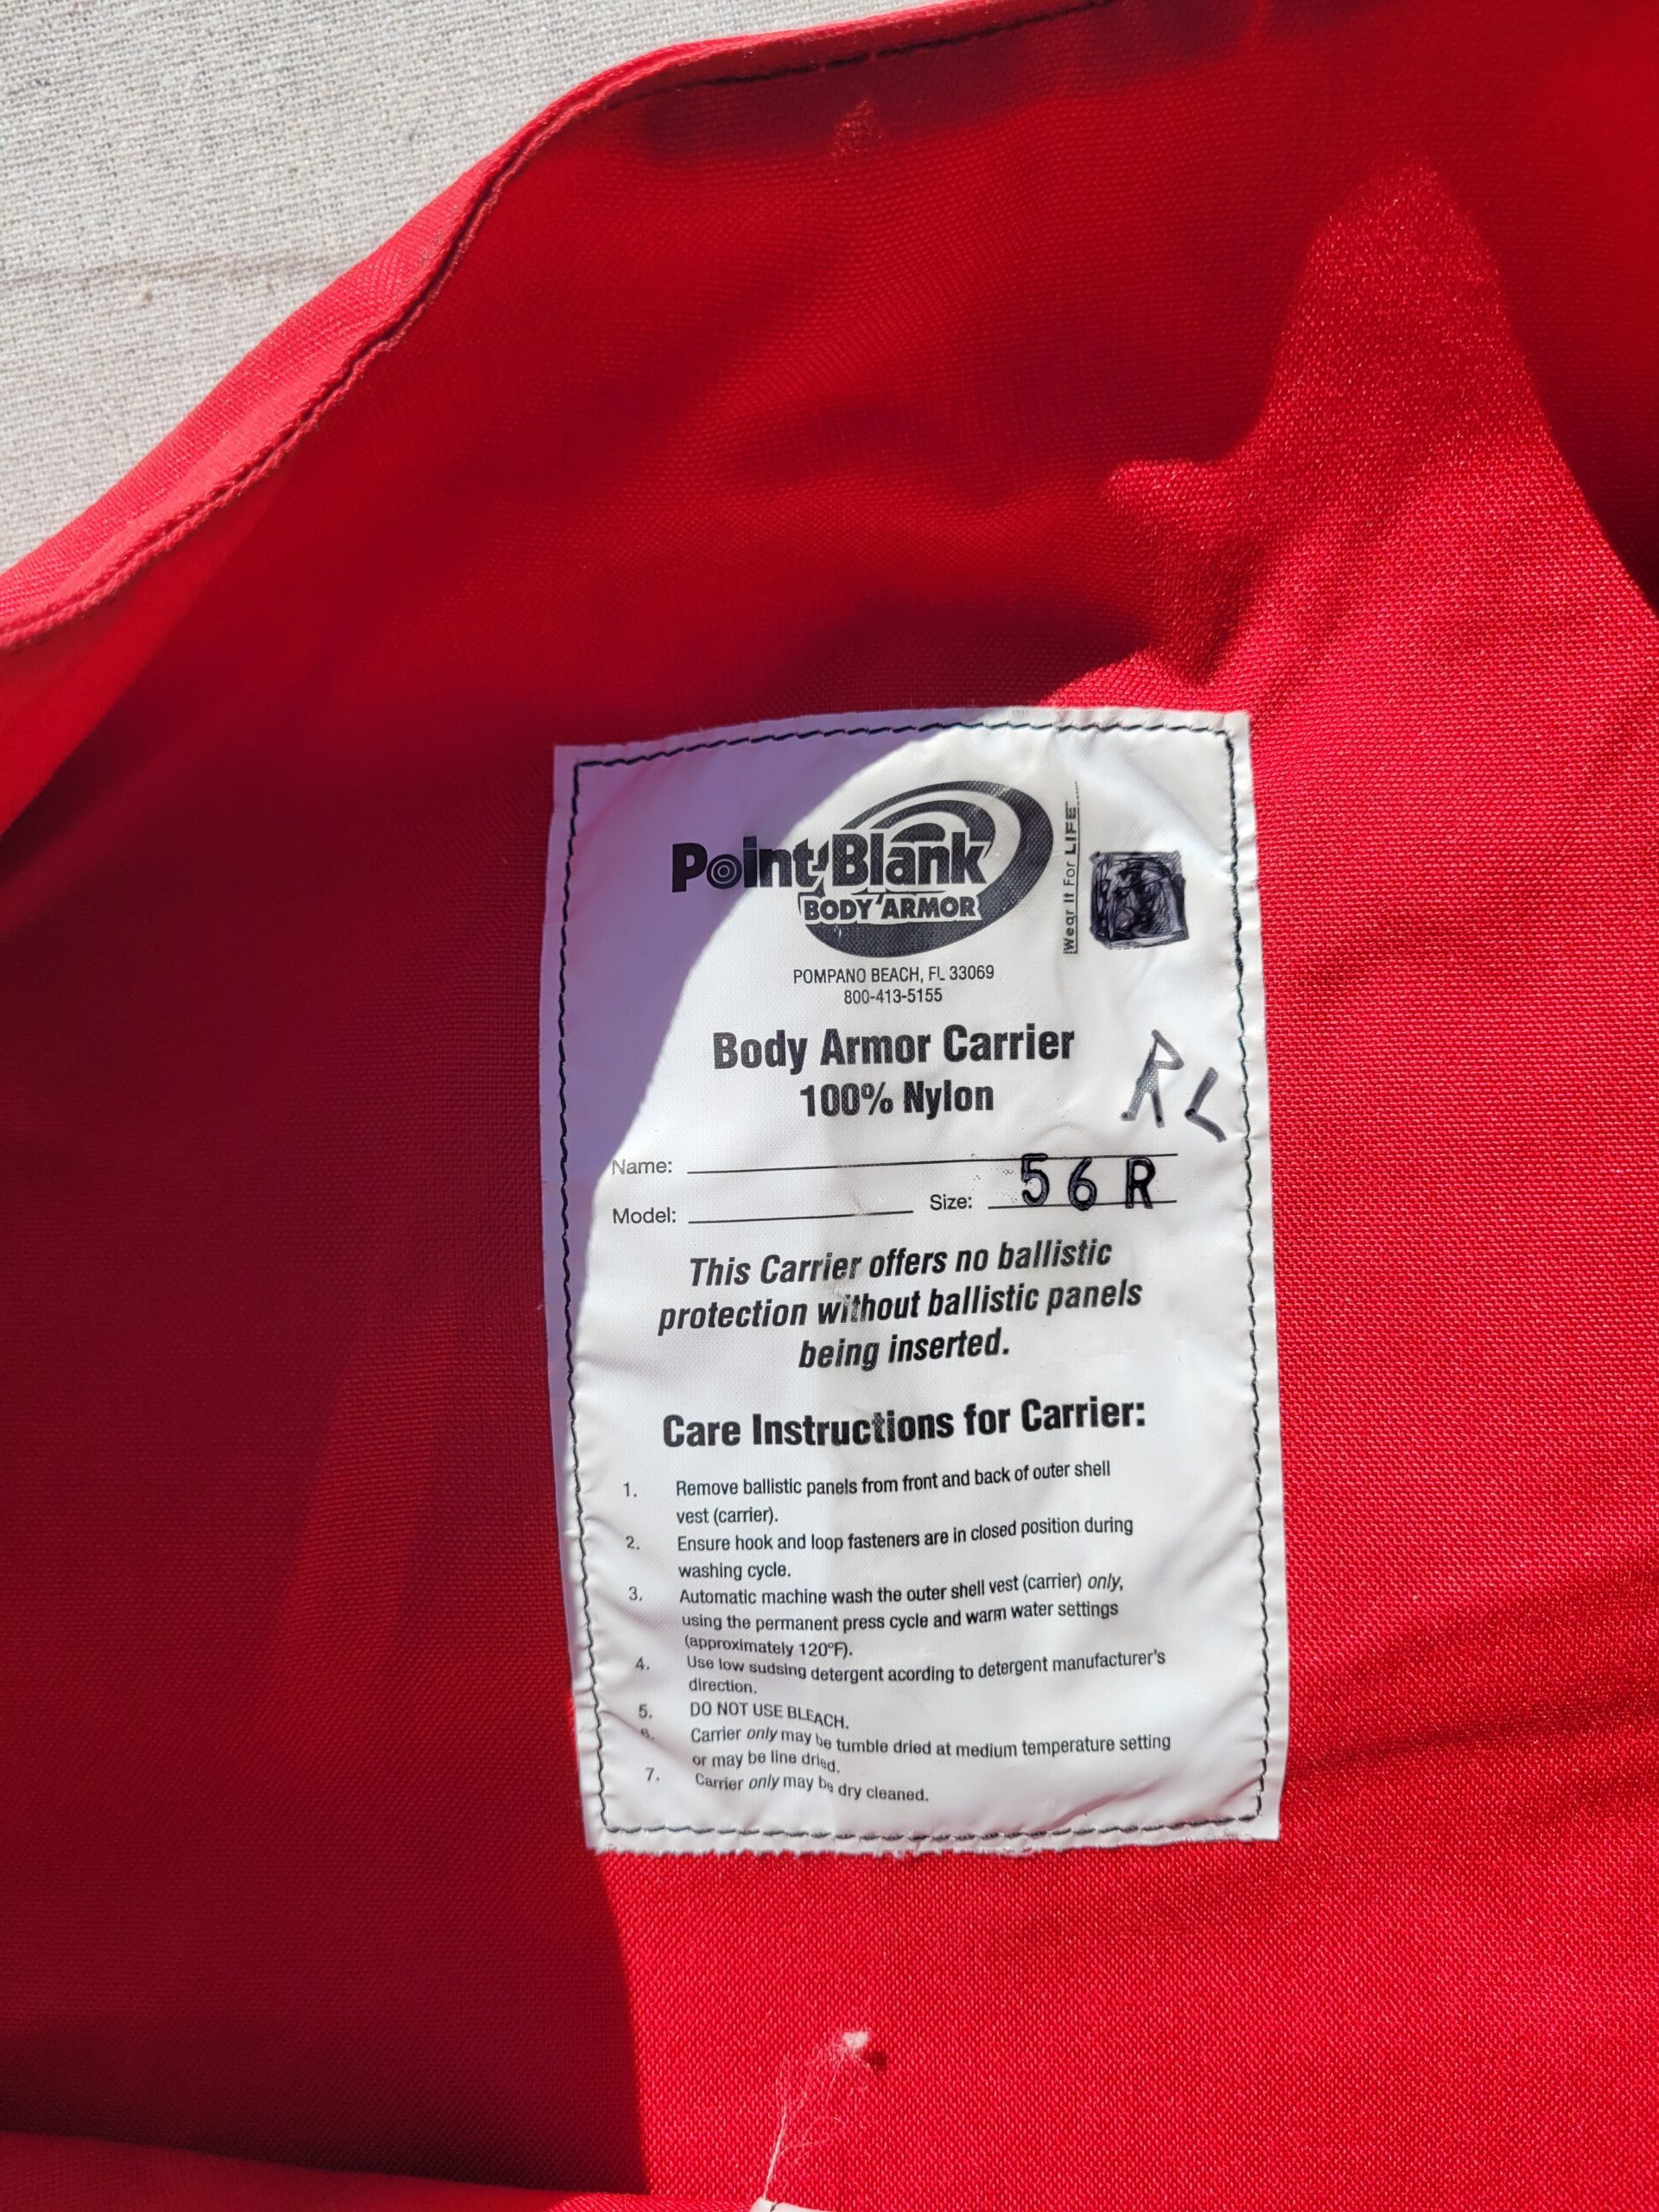 Point Blank
BODY ARMOR
Wear It For LIFE
POMPANO BEACH, FL 33069
800-413-5155
Body Armor Carrier
100% Nylon
RL
Name:
Model: Size: 56R
This Carrier offers no ballistic
protection without ballistic panels
being inserted.
Care Instructions for Carrier:
1. Remove ballistic panels from front and back of outer shell
vest (carrier).
2. Ensure hook and loop fasteners are in closed position during
washing cycle.
3. Automatic machine wash the outer shell vest (carrier) only,
using the permanent press cycle and warm water settings
(approximately 120°F).
4. Use low sudsing detergent acording to detergent manufacturer's
direction.
5. DO NOT USE BLEACH.
6. Carrier only may be tumble dried at medium temperature setting
or may be line dried.
7. Carrier only may be dry cleaned.